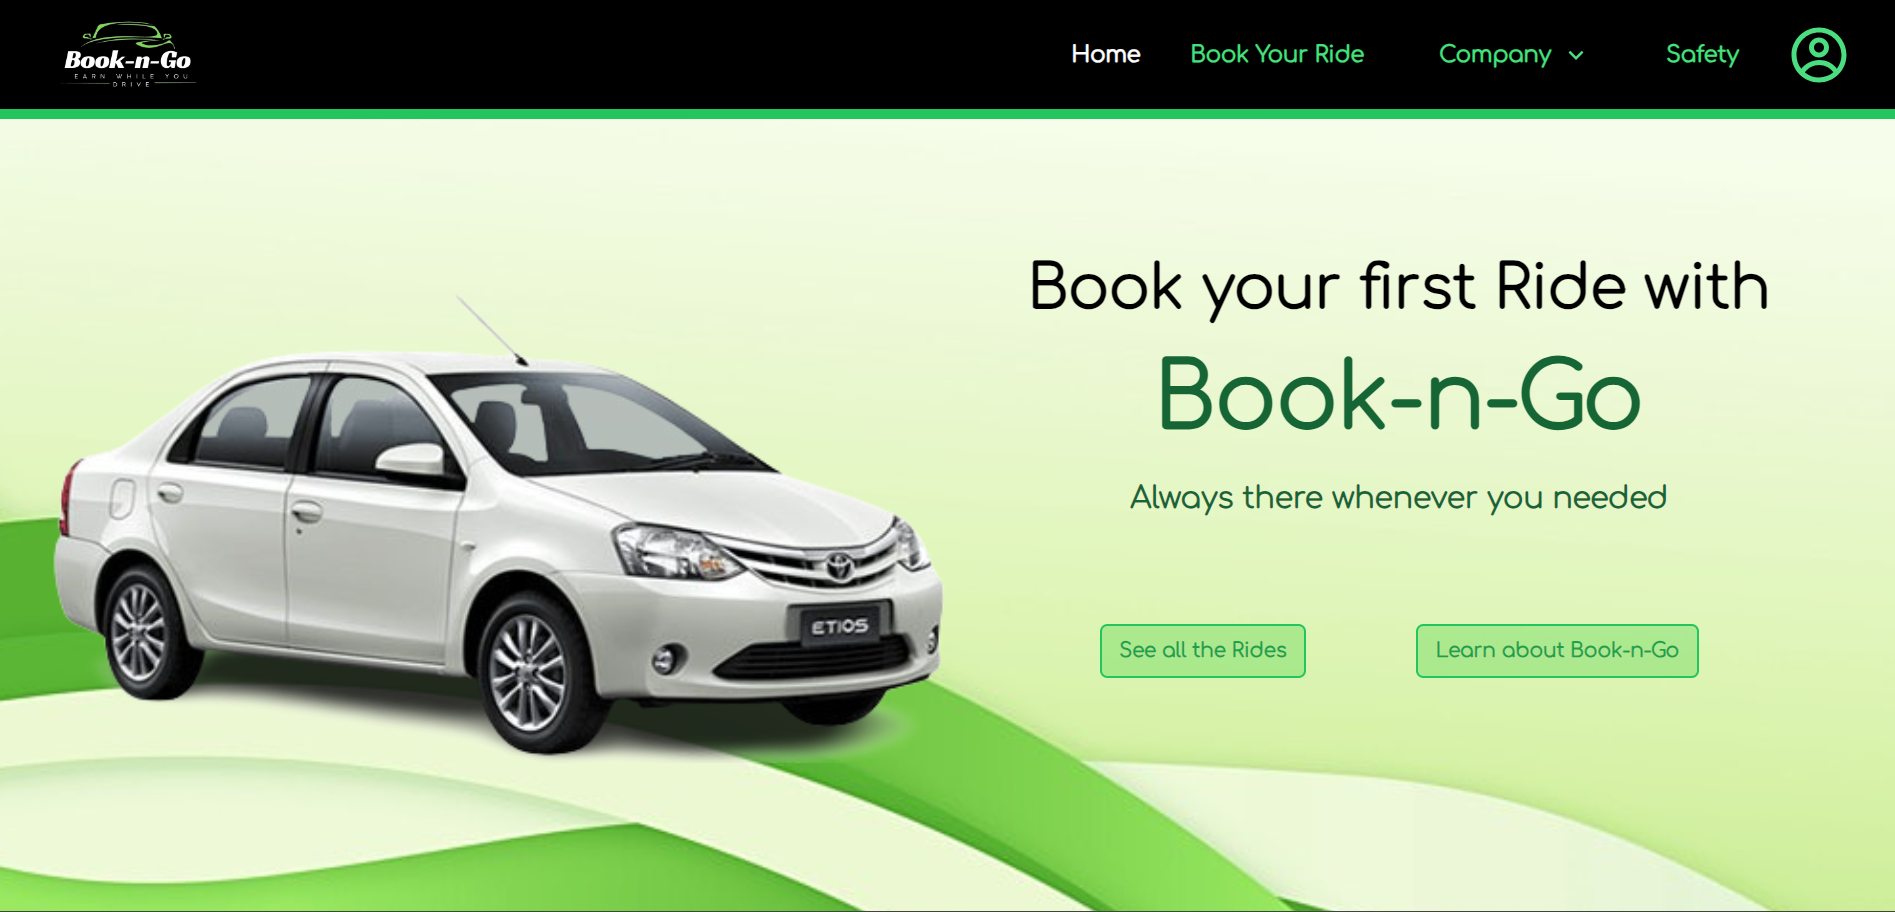 Book-n-Go
EARN WHILE YOU
DRIVE
Home Book Your Ride Company Safety
Book your first Ride with
Book-n-Go
Always there whenever you needed
ETIOS
See all the Rides Learn about Book-n-Go